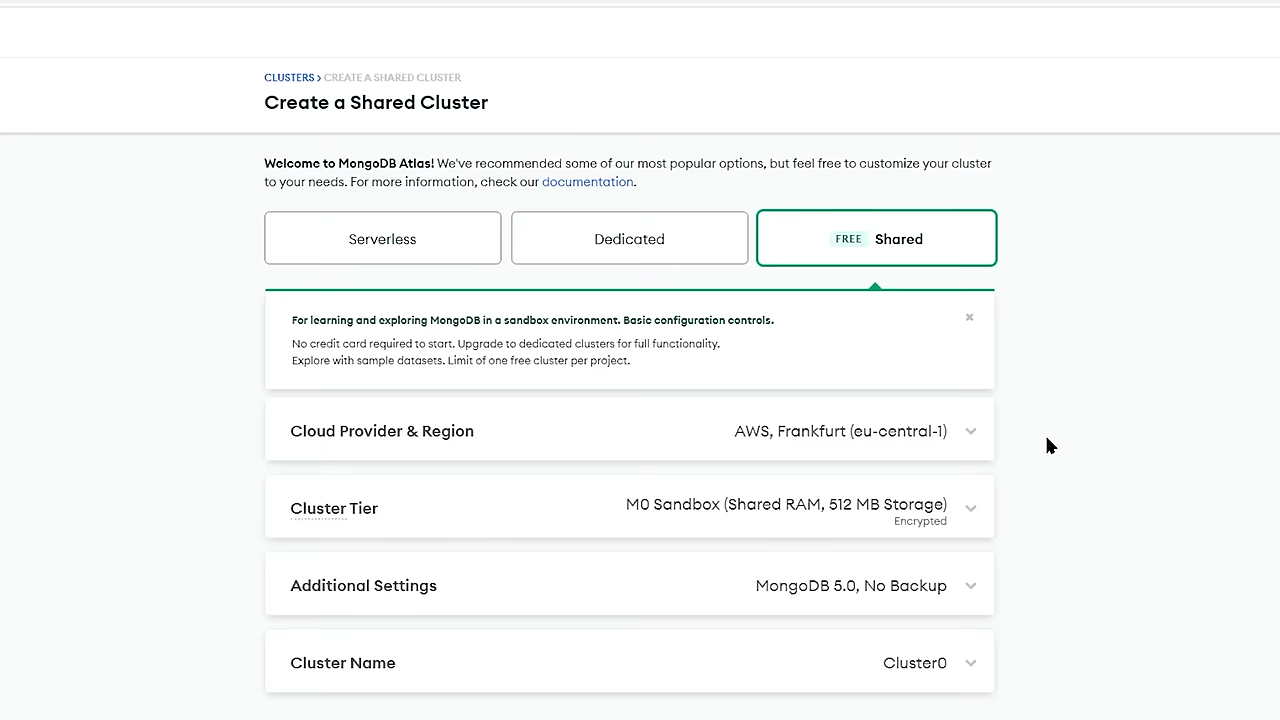 CLUSTERS > CREATE A SHARED CLUSTER
Create a Shared Cluster
Welcome to MongoDB Atlas! We've recommended some of our most popular options, but feel free to customize your cluster
to your needs. For more information, check our documentation.
Serverless
Dedicated
FREE Shared
For learning and exploring MongoDB in a sandbox environment. Basic configuration controls.
No credit card required to start. Upgrade to dedicated clusters for full functionality.
Explore with sample datasets. Limit of one free cluster per project.
Cloud Provider & Region AWS, Frankfurt (eu-central-1)
Cluster Tier M0 Sandbox (Shared RAM, 512 MB Storage)
Encrypted
Additional Settings MongoDB 5.0, No Backup
Cluster Name Cluster0